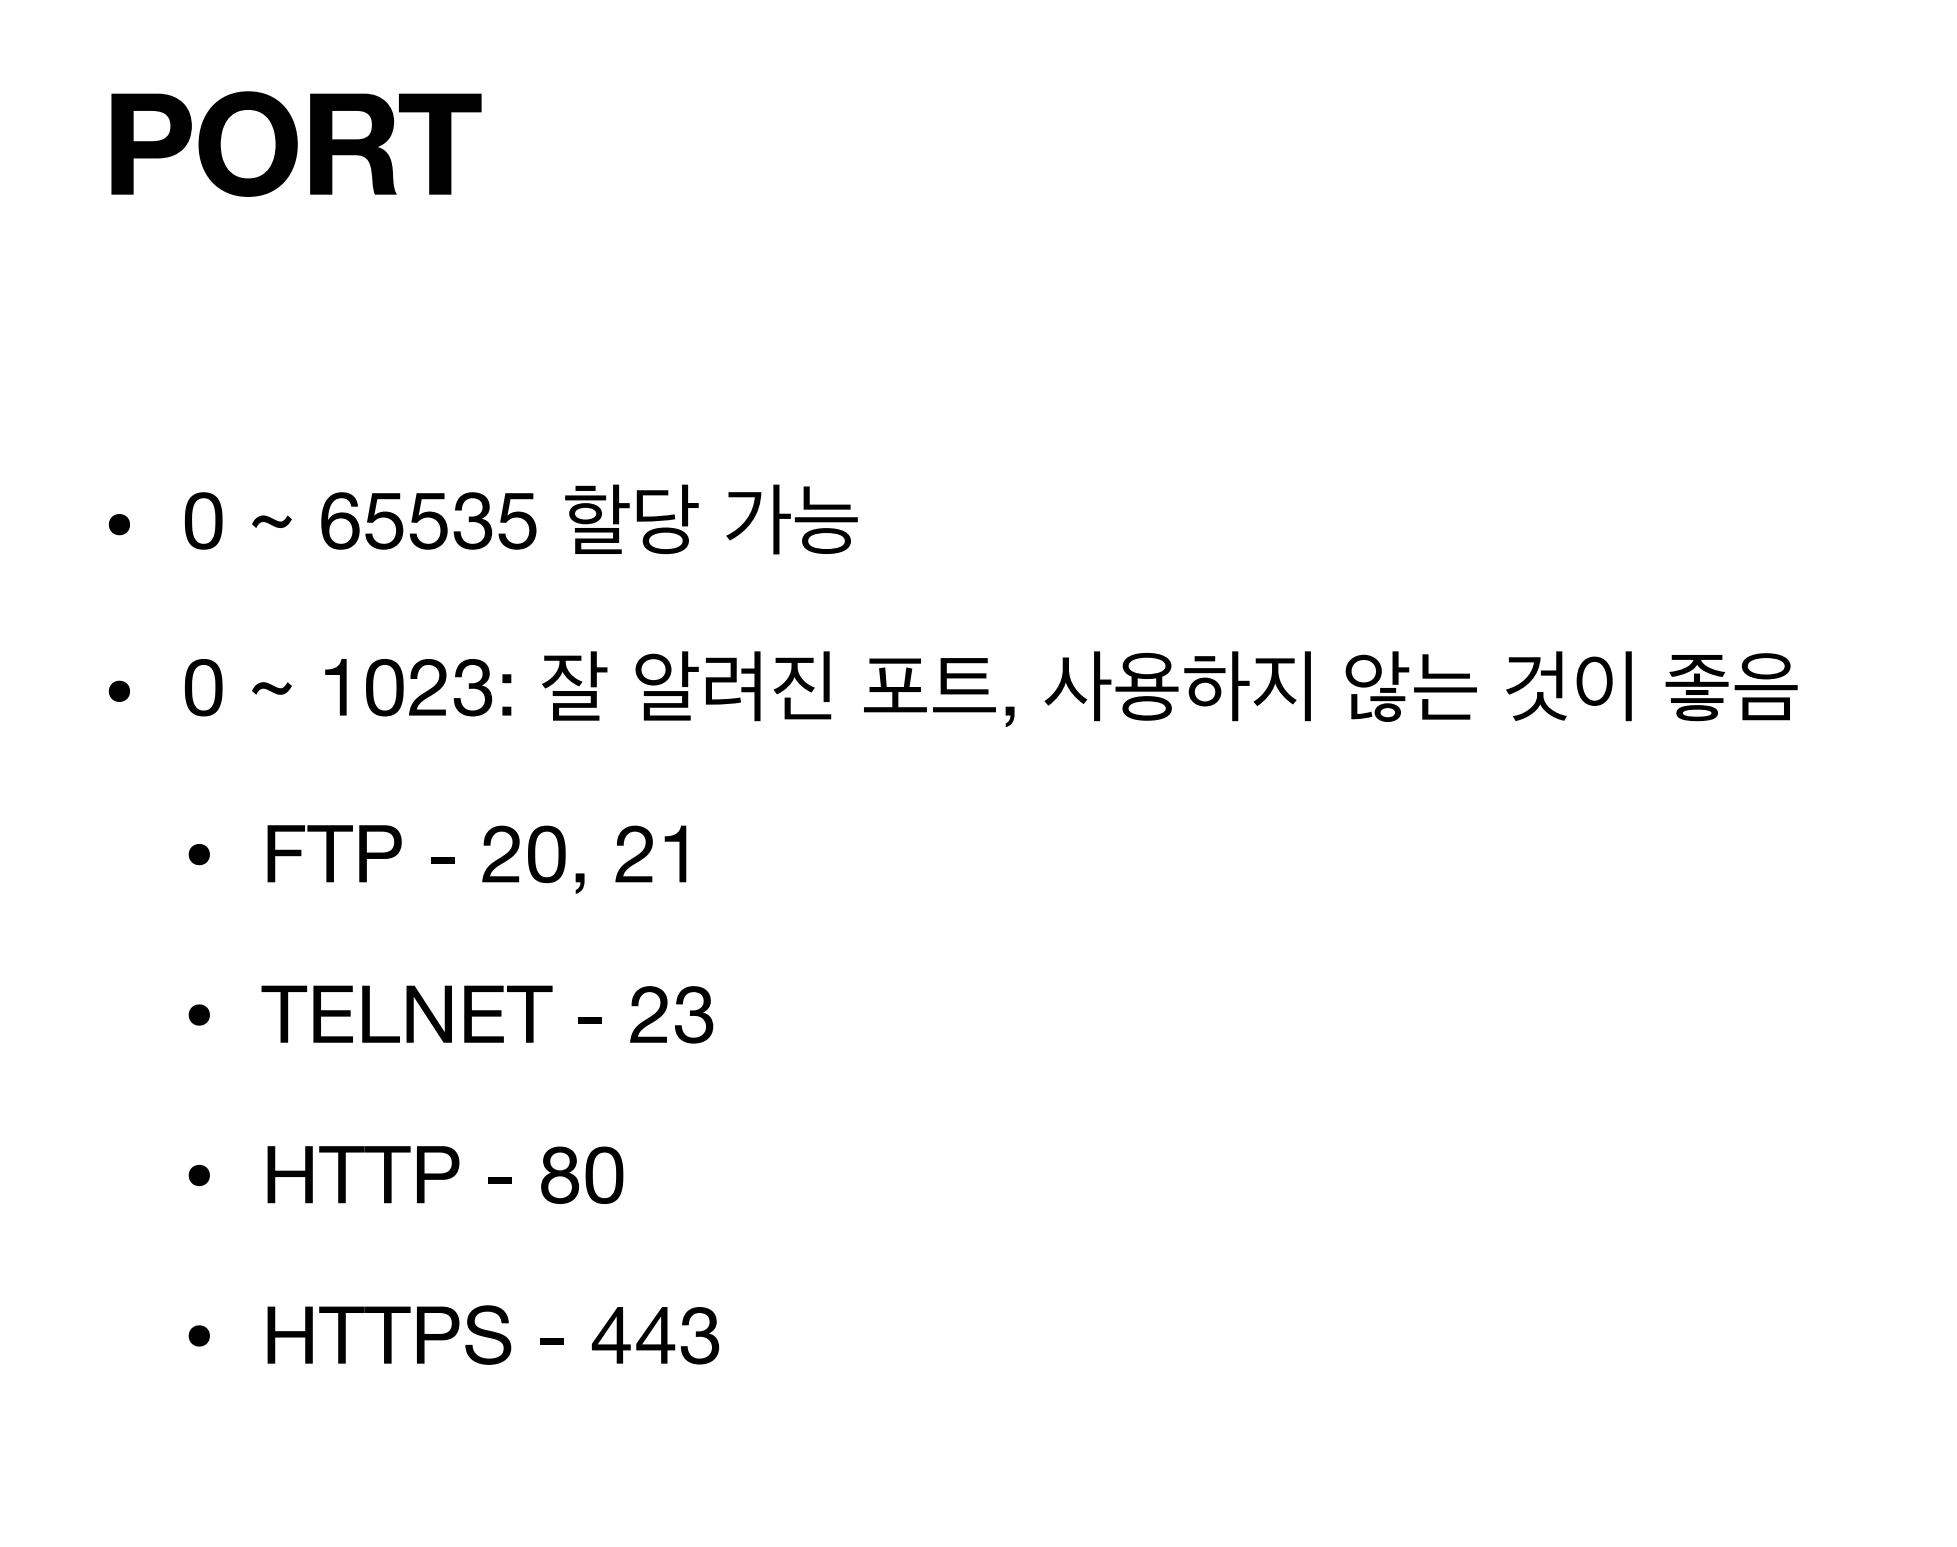 PORT
• 0 ~ 65535 할당 가능
• 0 ~ 1023: 잘 알려진 포트, 사용하지 않는 것이 좋음
• FTP - 20, 21
• TELNET - 23
• HTTP - 80
• HTTPS - 443